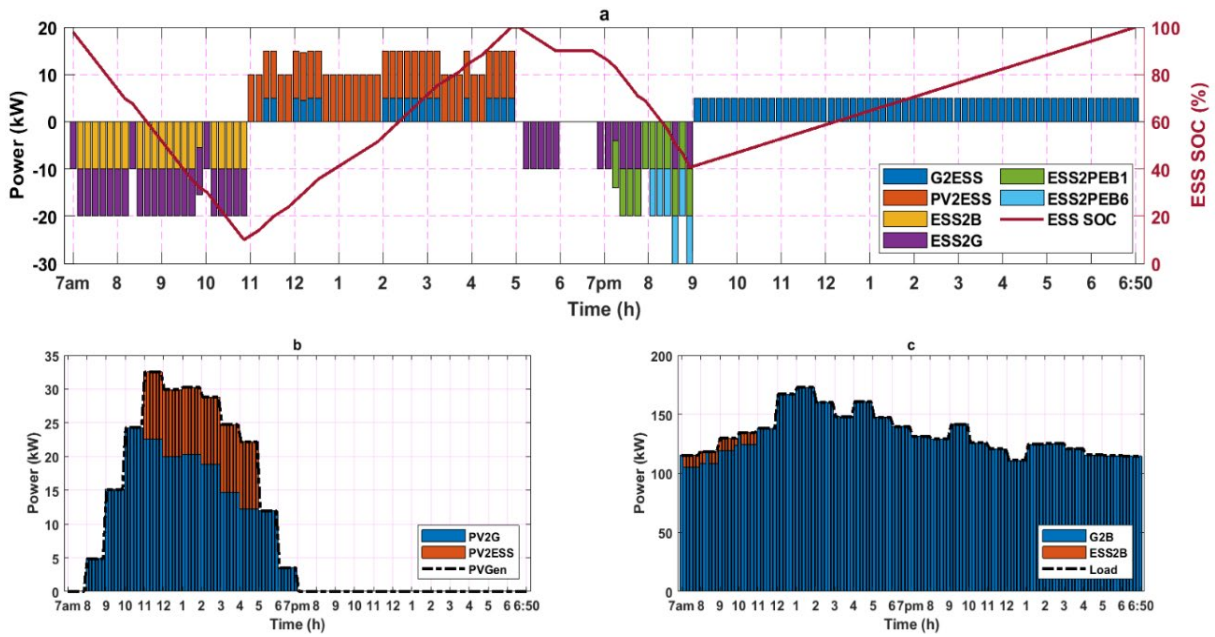 a
20
10
0
-10
-20
-30
Power (kW)
100
80
60
40
20
0
ESS SOC (%)
G2ESS
PV2ESS
ESS2B
ESS2G
ESS2PEB1
ESS2PEB6
ESS SOC
7am 8 9 10 11 12 1 2 3 4 5 6 7pm 8 9 10 11 12 1 2 3 4 5 6 6:50
Time (h)
b
35
30
25
20
15
10
5
0
Power (kW)
PV2G
PV2ESS
PVGen
7am 8 9 10 11 12 1 2 3 4 5 6 7pm 8 9 10 11 12 1 2 3 4 5 6 6:50
Time (h)
c
200
150
100
50
0
Power (kW)
G2B
ESS2B
Load
7am 8 9 10 11 12 1 2 3 4 5 6 7pm 8 9 10 11 12 1 2 3 4 5 6 6:50
Time (h)